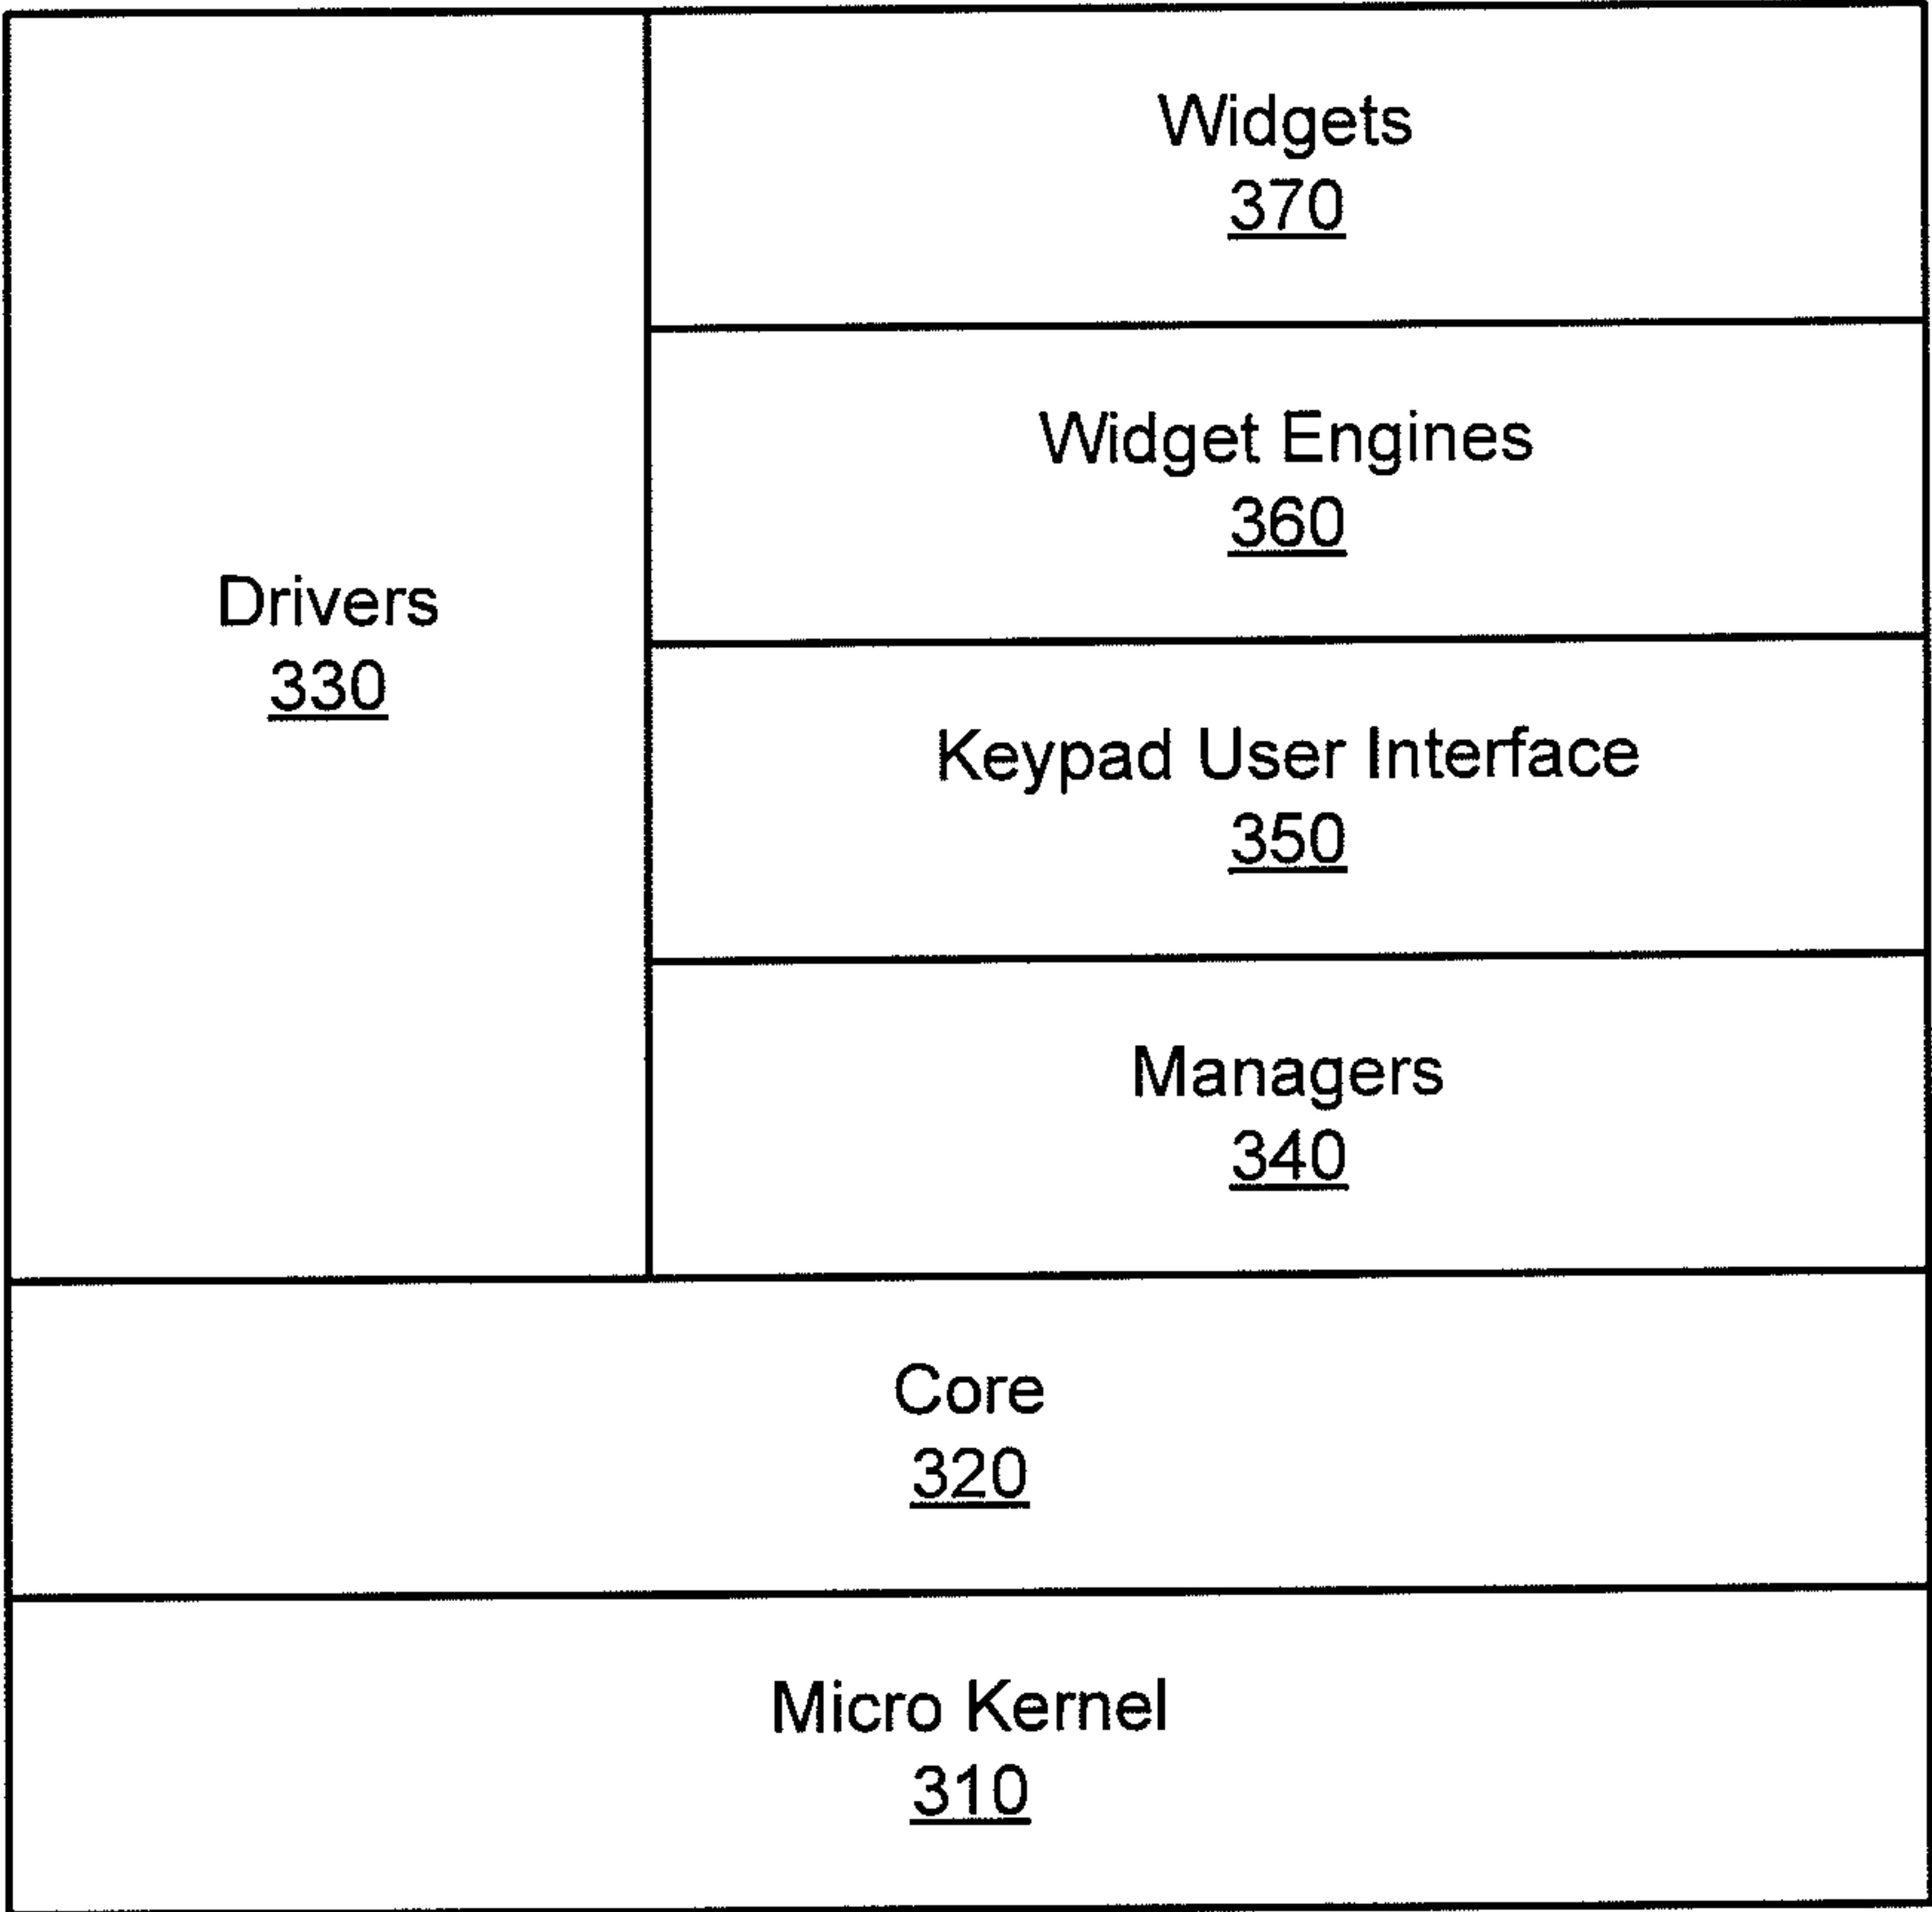 Widgets
370
Widget Engines
360
Drivers
330
Keypad User Interface
350
Managers
340
Core
320
Micro Kernel
310